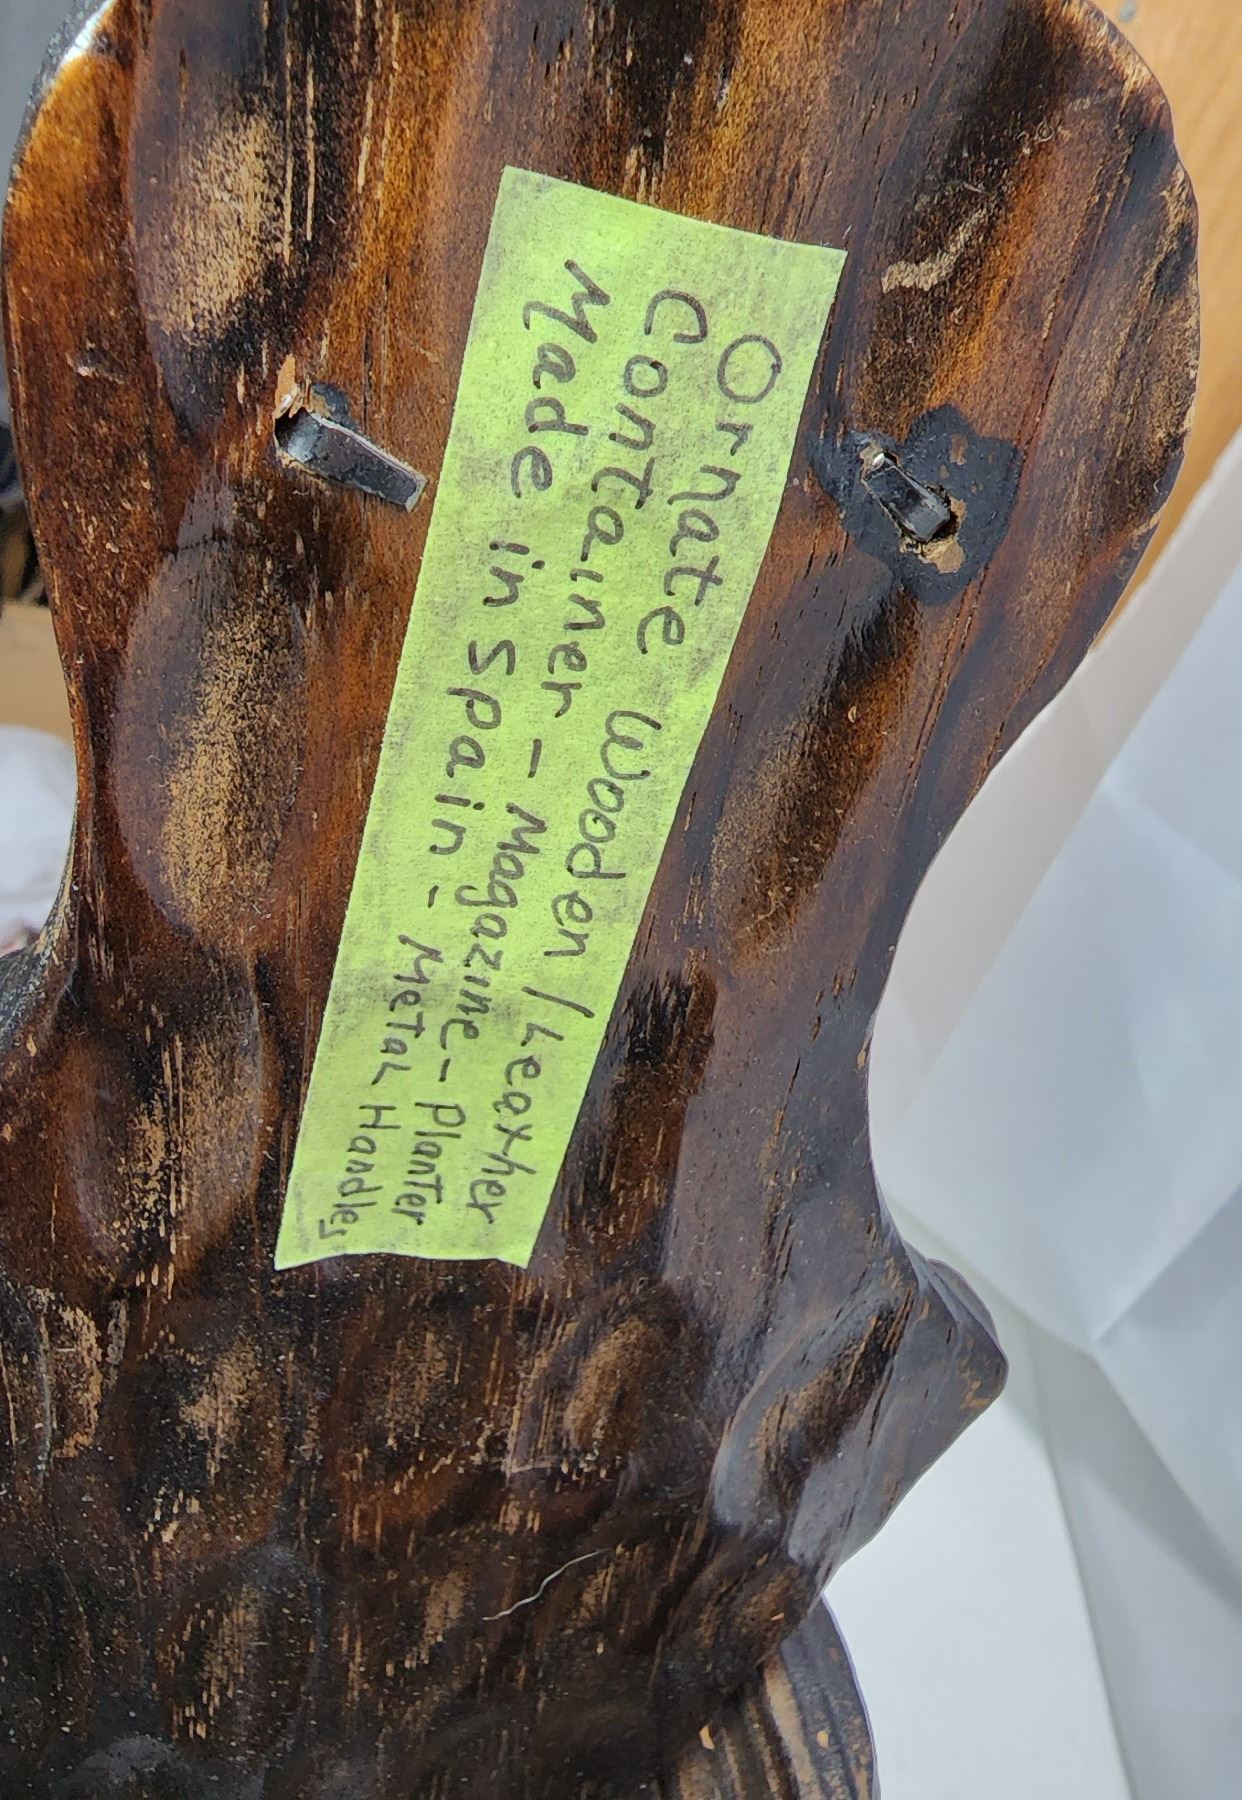 Ornate Wooden / Leather
Container - Magazine - Planter
Made in Spain - Metal Handles